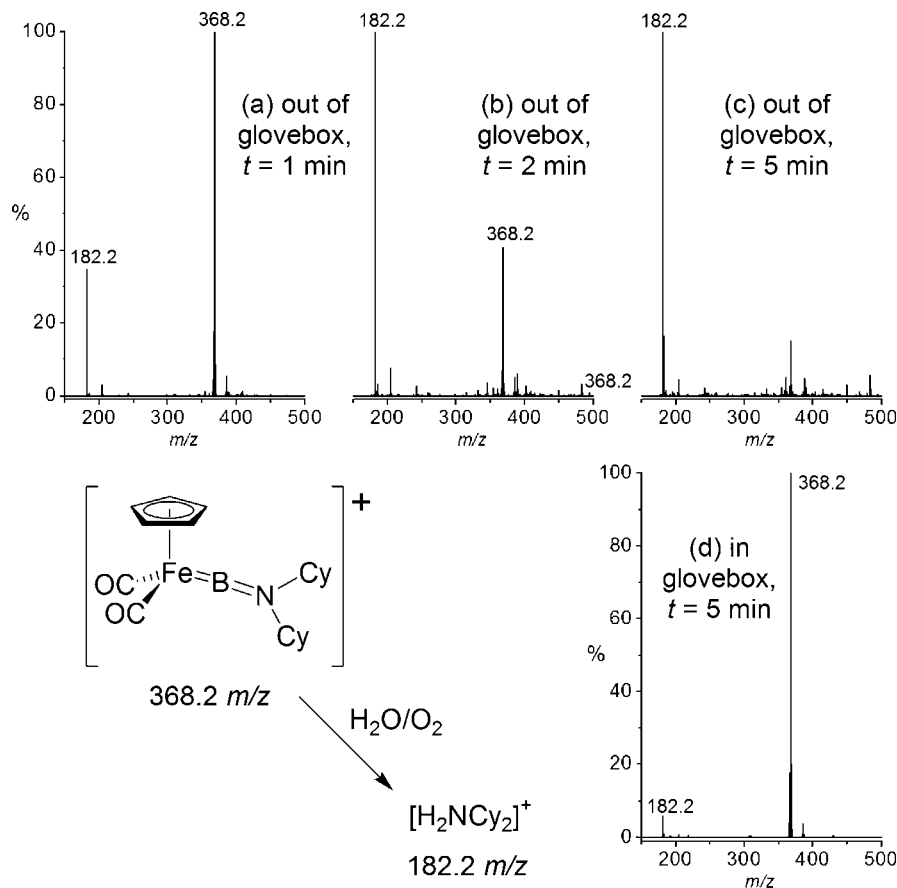 368.2
182.2
(a) out of
glovebox,
t = 1 min
100
80
60
%
40
20
0
182.2
200
300
400
500
m/z
182.2
(b) out of
glovebox,
t = 2 min
368.2
368.2
200
300
400
500
m/z
182.2
(c) out of
glovebox,
t = 5 min
200
300
400
500
m/z
+
OC
OC
Fe
B
N
Cy
Cy
368.2 m/z
H2O/O2
[H2NCy2]+
182.2 m/z
100
80
60
%
40
20
0
368.2
(d) in
glovebox,
t = 5 min
182.2
200
300
400
500
m/z